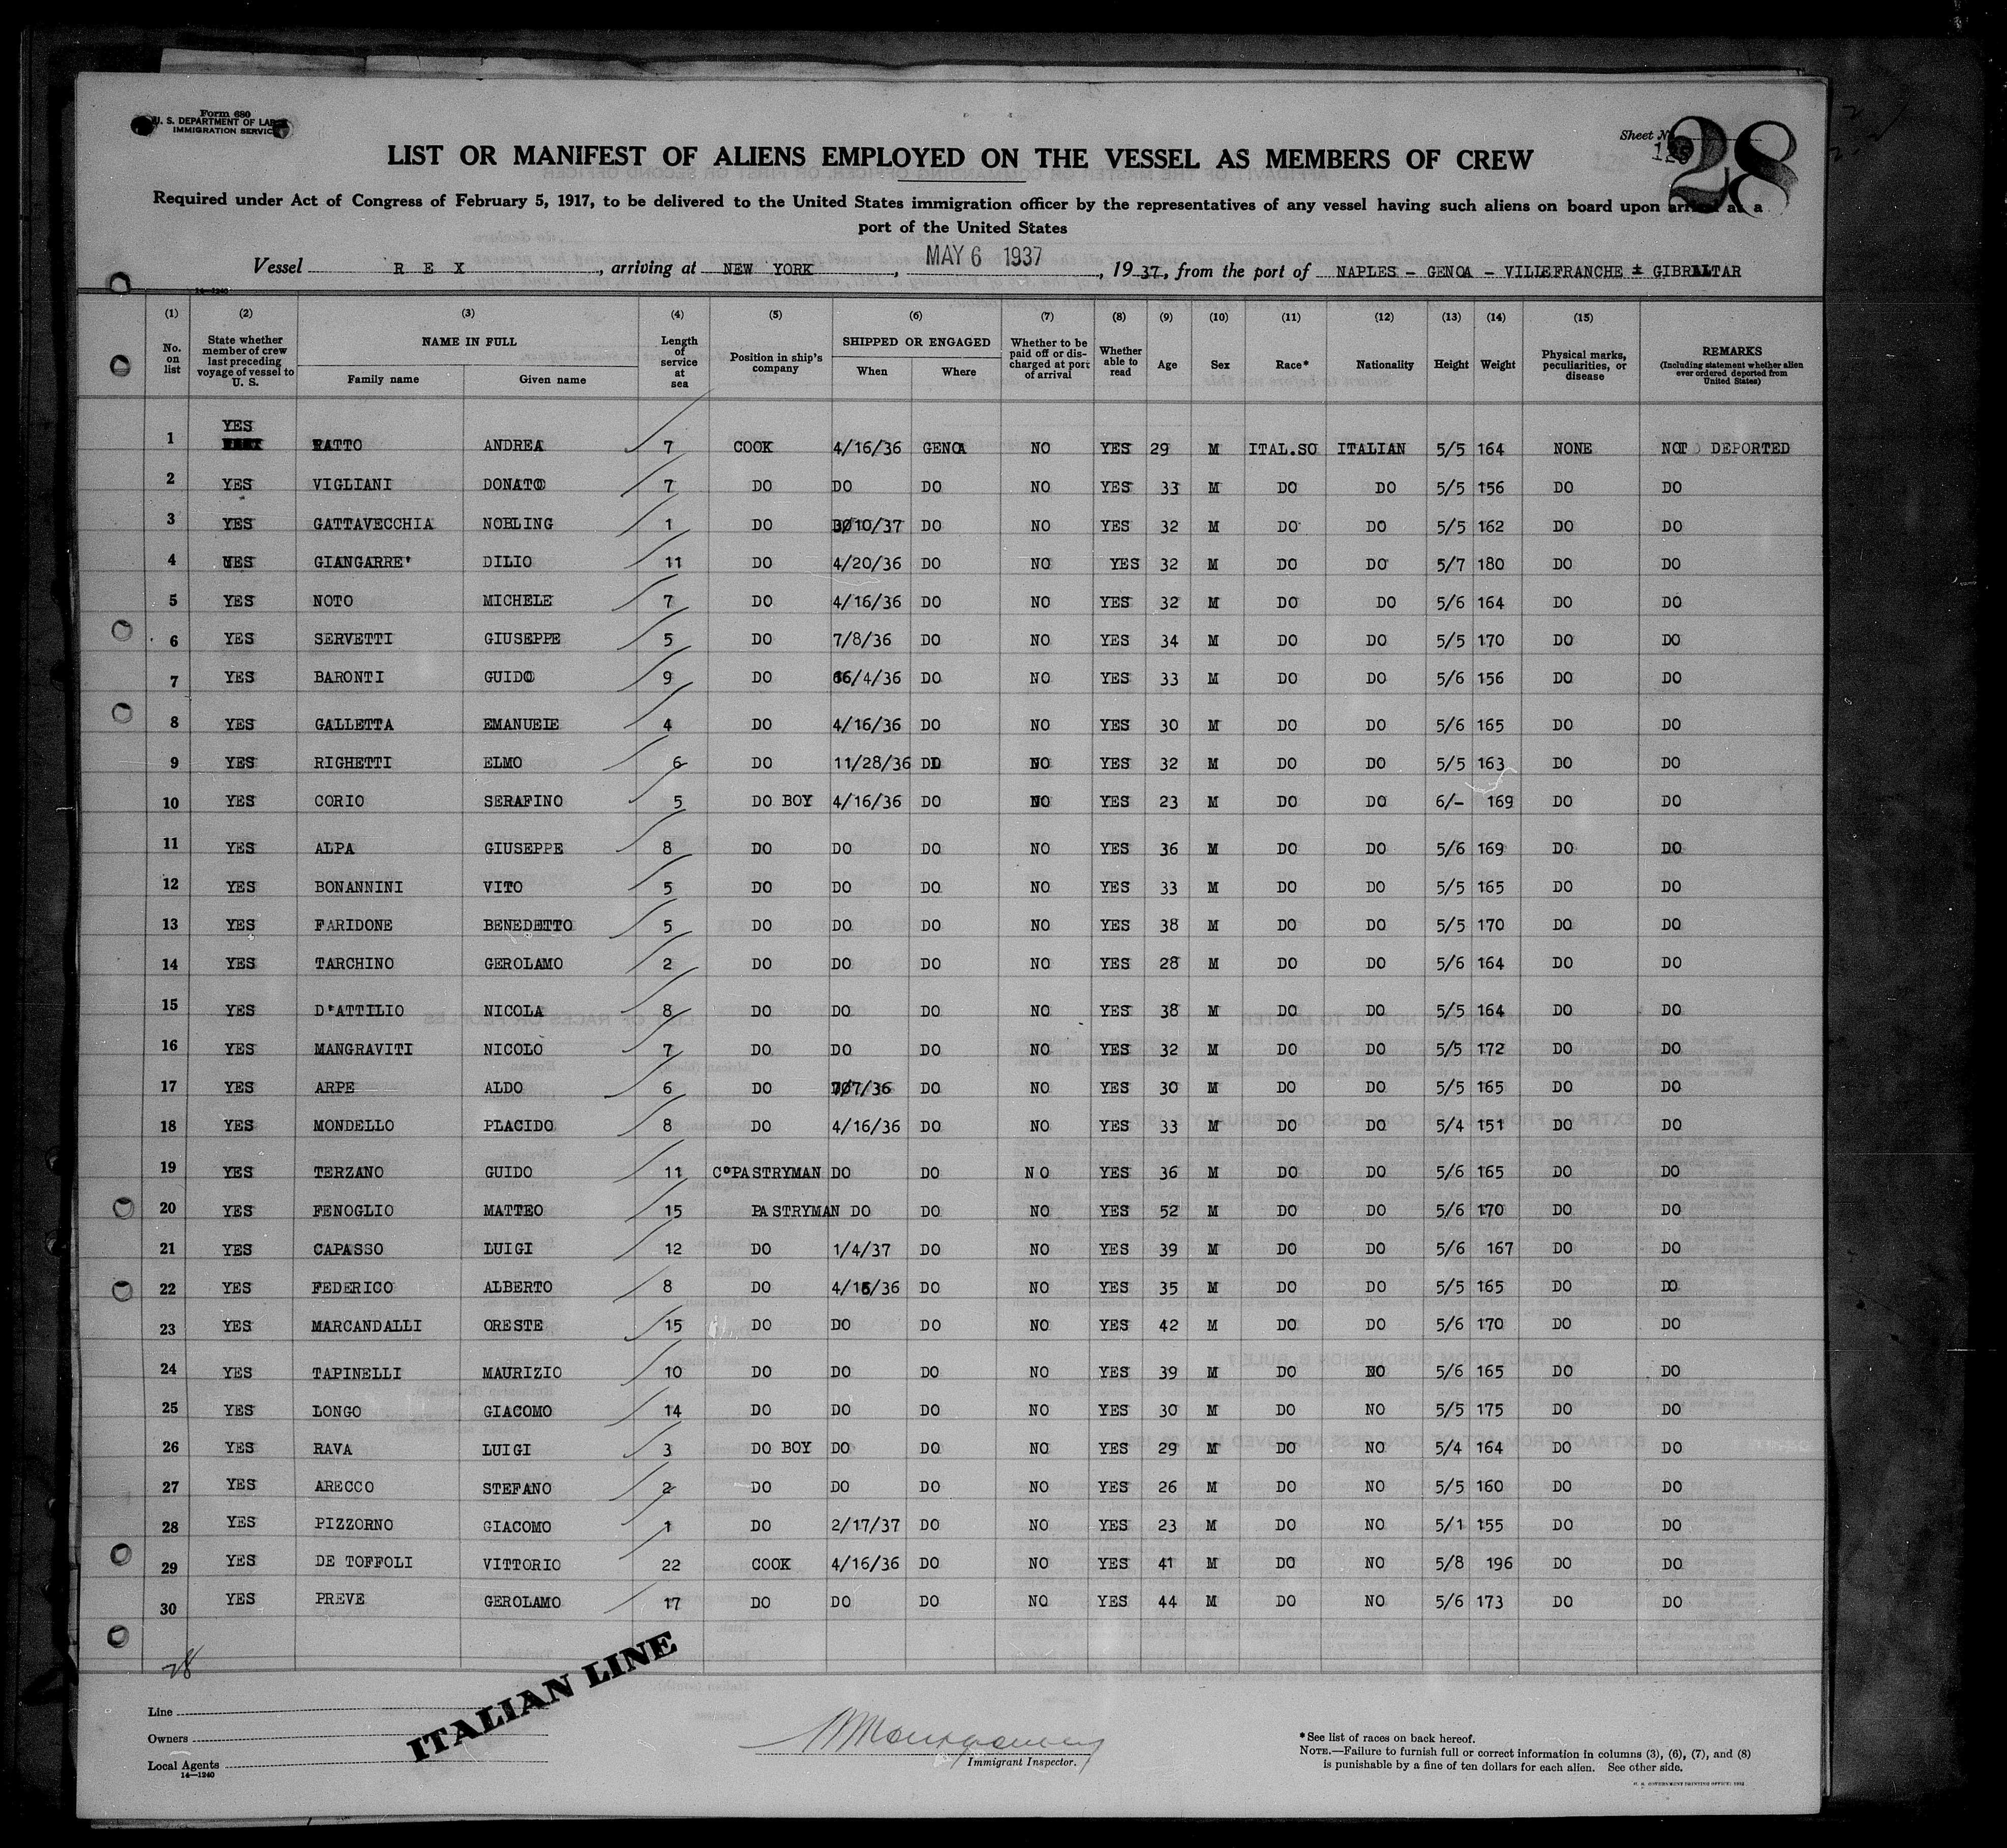 Form 680
U. S. DEPARTMENT OF LABOR
IMMIGRATION SERVICE
Sheet No.
28
LIST OR MANIFEST OF ALIENS EMPLOYED ON THE VESSEL AS MEMBERS OF CREW
Required under Act of Congress of February 5, 1917, to be delivered to the United States immigration officer by the representatives of any vessel having such aliens on board upon arrival at a
port of the United States
Vessel R E X, arriving at NEW YORK, MAY 6 1937, 1937, from the port of NAPLES - GENOA - VILLEFRANCHE ± GIBRALTAR
14—1240
(1) (2) (3) (4) (5) (6) (7) (8) (9) (10) (11) (12) (13) (14) (15)
No. on list | State whether member of crew last preceding voyage of vessel to U. S. | NAME IN FULL | Family name | Given name | Length of service at sea | Position in ship's company | SHIPPED OR ENGAGED | When | Where | Whether to be paid off or discharged at port of arrival | Whether able to read | Age | Sex | Race* | Nationality | Height | Weight | Physical marks, peculiarities, or disease | REMARKS (Including statement whether alien ever ordered deported from United States)
1 YES RATTO ANDREA 7 COOK 4/16/36 GENOA NO YES 29 M ITAL.SO ITALIAN 5/5 164 NONE NOT DEPORTED
2 YES VIGLIANI DONATO 7 DO DO DO NO YES 33 M DO DO 5/5 156 DO DO
3 YES GATTAVECCHIA NOBLING 1 DO 3/10/37 DO NO YES 32 M DO DO 5/5 162 DO DO
4 YES GIANGARRE' DILIO 11 DO 4/20/36 DO NO YES 32 M DO DO 5/7 180 DO DO
5 YES NOTO MICHELE 7 DO 4/16/36 DO NO YES 32 M DO DO 5/6 164 DO DO
6 YES SERVETTI GIUSEPPE 5 DO 7/8/36 DO NO YES 34 M DO DO 5/5 170 DO DO
7 YES BARONTI GUIDO 9 DO /4/36 DO NO YES 33 M DO DO 5/6 156 DO DO
8 YES GALLETTA EMANUELE 4 DO 4/16/36 DO NO YES 30 M DO DO 5/6 165 DO DO
9 YES RIGHETTI ELMO 6 DO 11/28/36 DO NO YES 32 M DO DO 5/5 163 DO DO
10 YES CORIO SERAFINO 5 DO BOY 4/16/36 DO NO YES 23 M DO DO 6/- 169 DO DO
11 YES ALPA GIUSEPPE 8 DO DO DO NO YES 36 M DO DO 5/6 169 DO DO
12 YES BONANNINI VITO 5 DO DO DO NO YES 33 M DO DO 5/5 165 DO DO
13 YES FARIDONE BENEDETTO 5 DO DO DO NO YES 38 M DO DO 5/5 170 DO DO
14 YES TARCHINO GEROLAMO 2 DO DO DO NO YES 28 M DO DO 5/6 164 DO DO
15 YES D'ATTILIO NICOLA 8 DO DO DO NO YES 38 M DO DO 5/5 164 DO DO
16 YES MANGRAVITI NICOLO 7 DO DO DO NO YES 32 M DO DO 5/5 172 DO DO
17 YES ARPE ALDO 6 DO 7/7/36 DO NO YES 30 M DO DO 5/5 165 DO DO
18 YES MONDELLO PLACIDO 8 DO 4/16/36 DO NO YES 33 M DO DO 5/4 151 DO DO
19 YES TERZANO GUIDO 11 C°PASTRYMAN DO DO NO YES 36 M DO DO 5/6 165 DO DO
20 YES FENOGLIO MATTEO 15 PASTRYMAN DO DO NO YES 52 M DO DO 5/6 170 DO DO
21 YES CAPASSO LUIGI 12 DO 1/4/37 DO NO YES 39 M DO DO 5/6 167 DO DO
22 YES FEDERICO ALBERTO 8 DO 4/16/36 DO NO YES 35 M DO DO 5/5 165 DO DO
23 YES MARCANDALLI ORESTE 15 DO DO DO NO YES 42 M DO DO 5/6 170 DO DO
24 YES TAPINELLI MAURIZIO 10 DO DO DO NO YES 39 M DO NO 5/6 165 DO DO
25 YES LONGO GIACOMO 14 DO DO DO NO YES 30 M DO NO 5/5 175 DO DO
26 YES RAVA LUIGI 3 DO BOY DO DO NO YES 29 M DO NO 5/4 164 DO DO
27 YES ARECCO STEFANO 2 DO DO DO NO YES 26 M DO NO 5/5 160 DO DO
28 YES PIZZORNO GIACOMO 1 DO 2/17/37 DO NO YES 23 M DO NO 5/1 155 DO DO
29 YES DE TOFFOLI VITTORIO 22 COOK 4/16/36 DO NO YES 41 M DO NO 5/8 196 DO DO
30 YES PREVE GEROLAMO 17 DO DO DO NO YES 44 M DO NO 5/6 173 DO DO
28
ITALIAN LINE
Line
Owners
Local Agents
14—1240
Immigrant Inspector.
*See list of races on back hereof.
NOTE.—Failure to furnish full or correct information in columns (3), (6), (7), and (8)
is punishable by a fine of ten dollars for each alien. See other side.